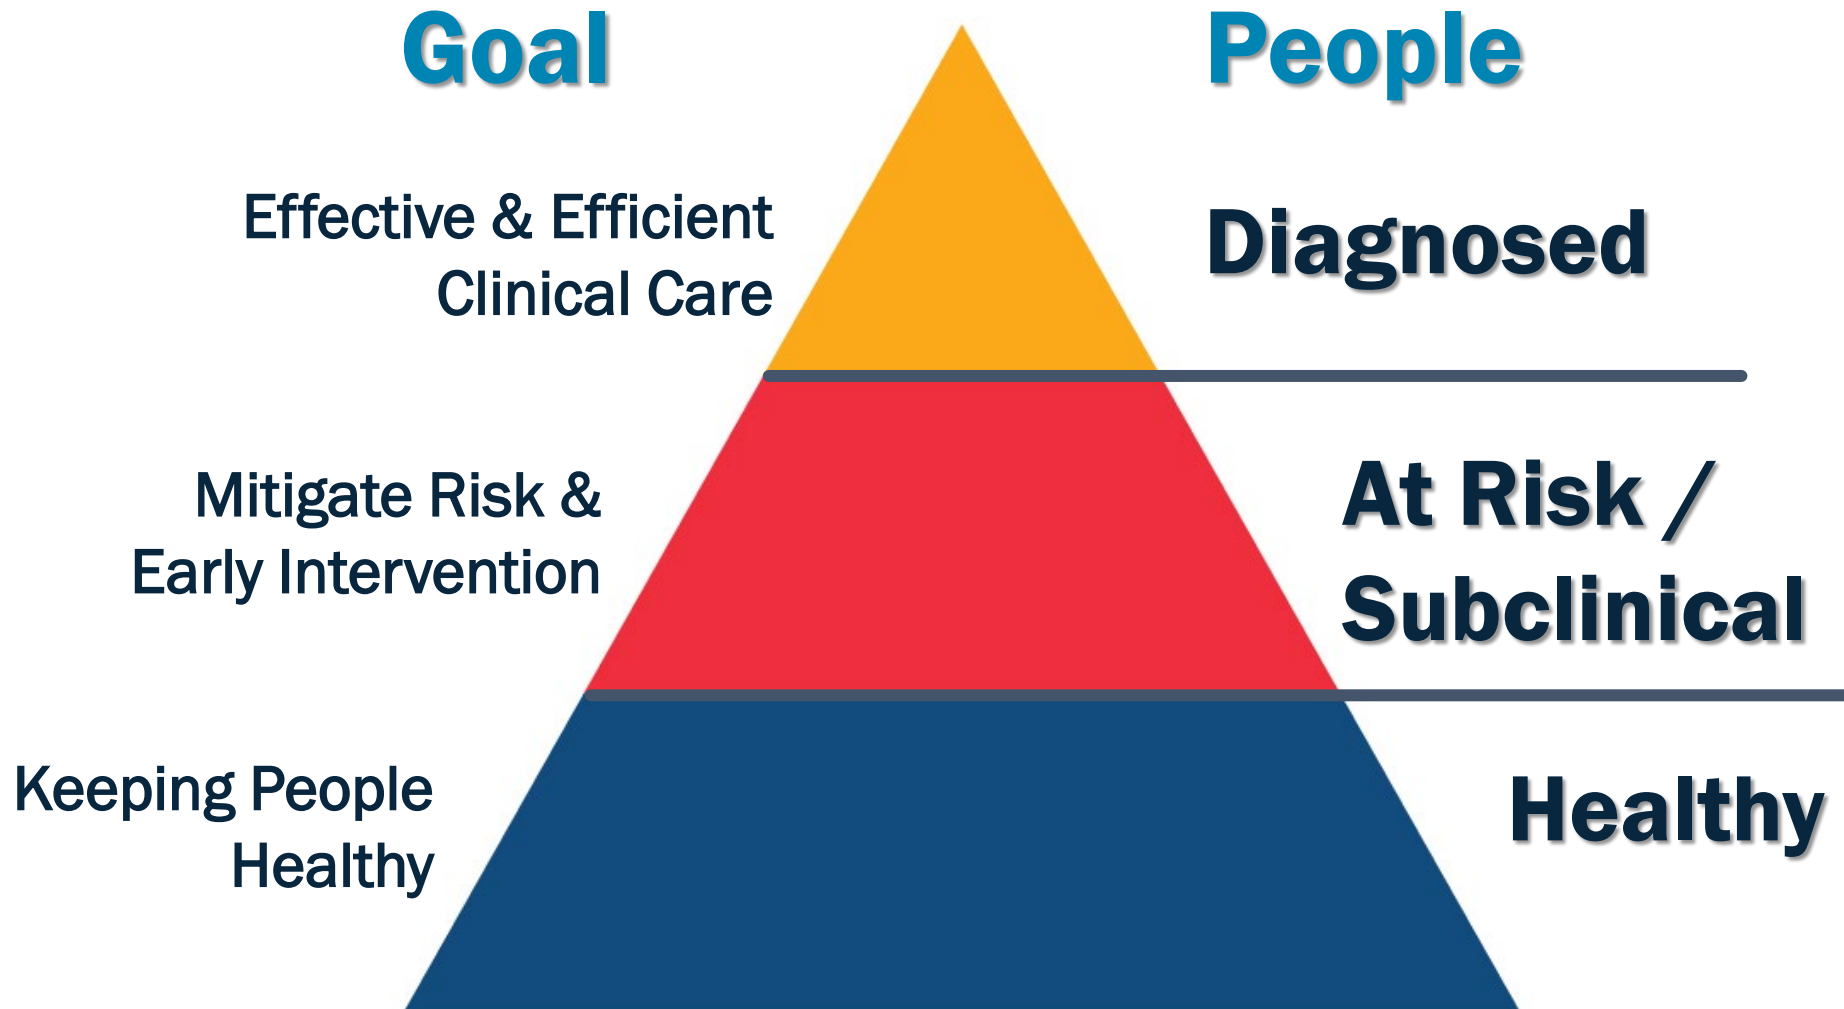 Goal
People
Effective & Efficient
Clinical Care
Diagnosed
Mitigate Risk &
Early Intervention
At Risk /
Subclinical
Keeping People
Healthy
Healthy